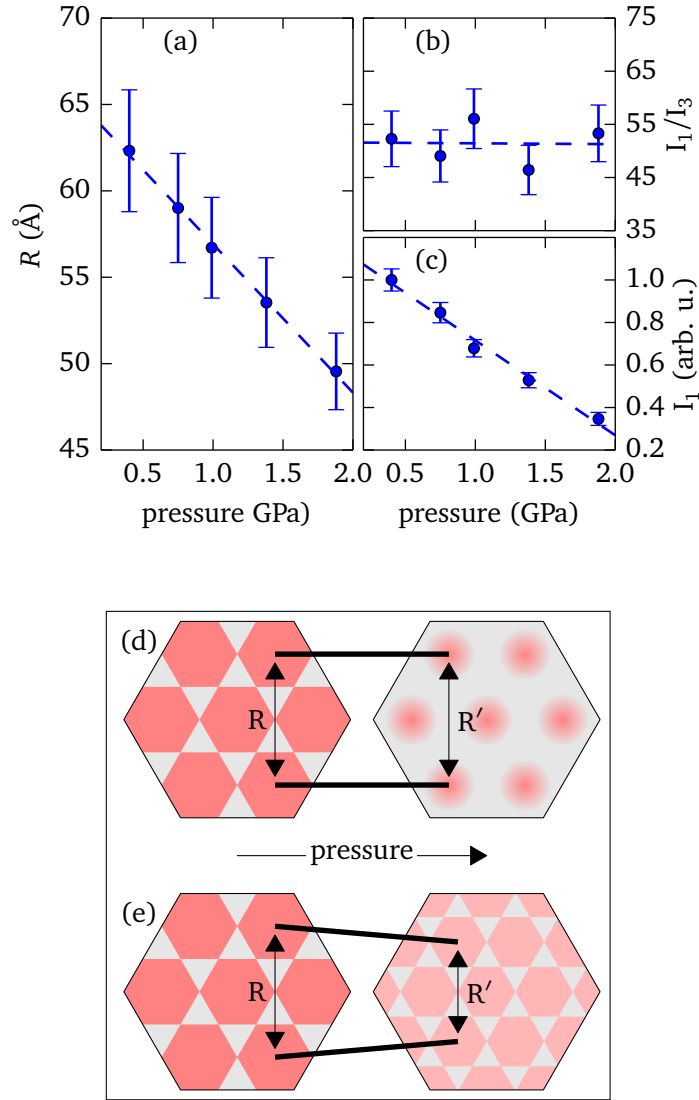 (a)
70
65
60
55
50
45
R (Å)
0.5 1.0 1.5 2.0
pressure GPa)
(b)
75
65
55
45
35
I1/I3
(c)
1.0
0.8
0.6
0.4
0.2
I1 (arb. u.)
0.5 1.0 1.5 2.0
pressure (GPa)
(d)
R
R′
pressure
(e)
R
R′